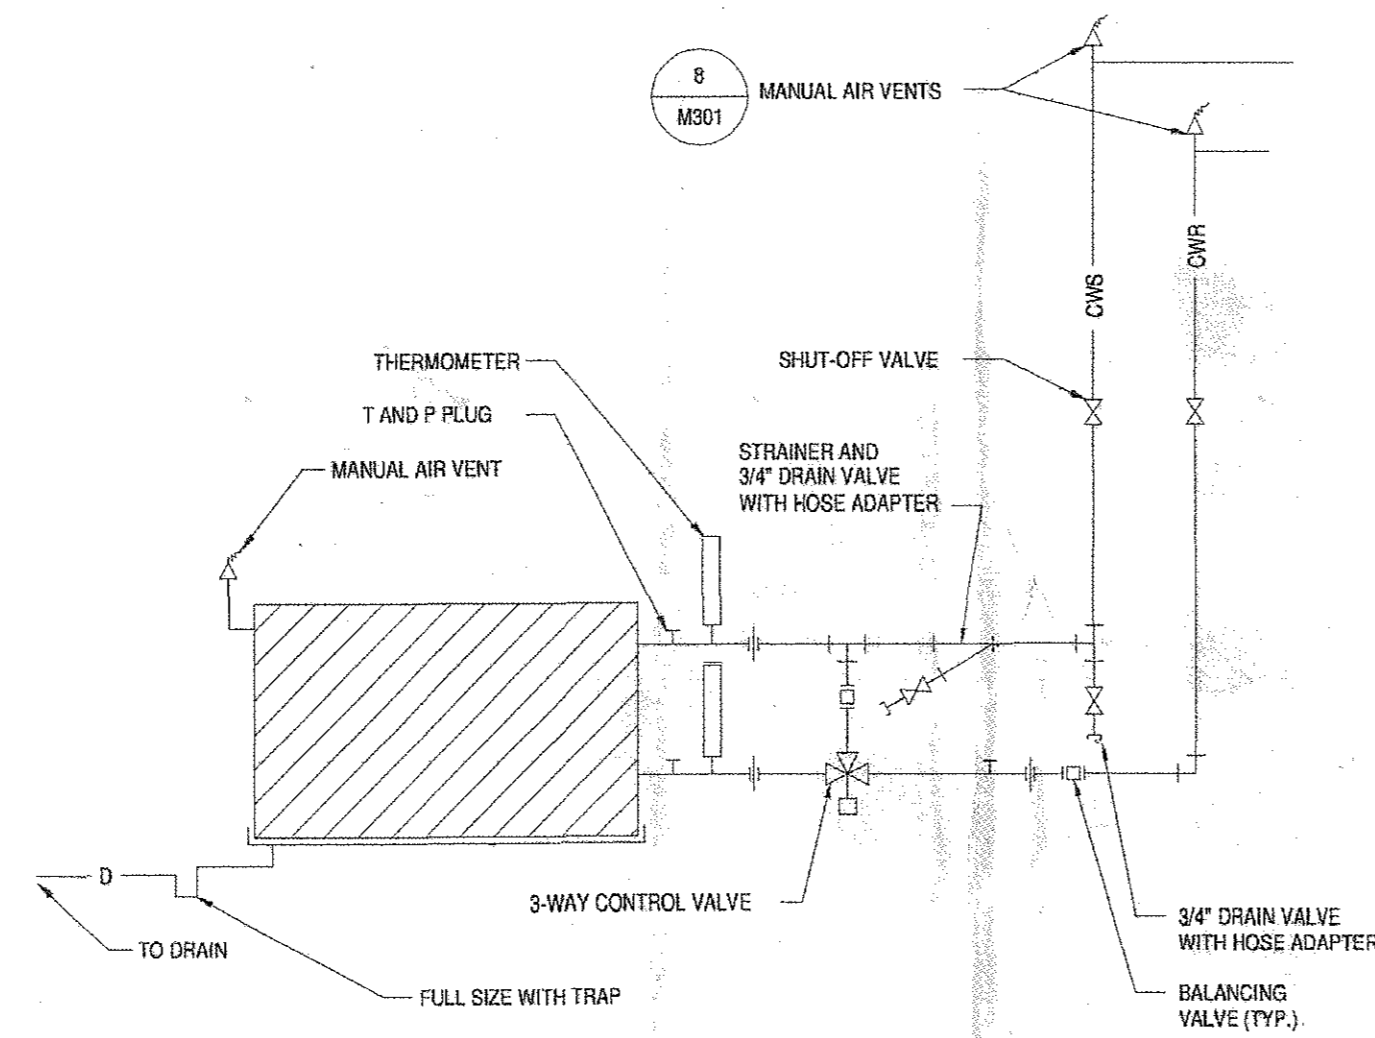 8
M301
MANUAL AIR VENTS
CWR
CWS
THERMOMETER
SHUT-OFF VALVE
T AND P PLUG
MANUAL AIR VENT
STRAINER AND
3/4" DRAIN VALVE
WITH HOSE ADAPTER
D
3-WAY CONTROL VALVE
TO DRAIN
FULL SIZE WITH TRAP
3/4" DRAIN VALVE
WITH HOSE ADAPTER
BALANCING
VALVE (TYP.)